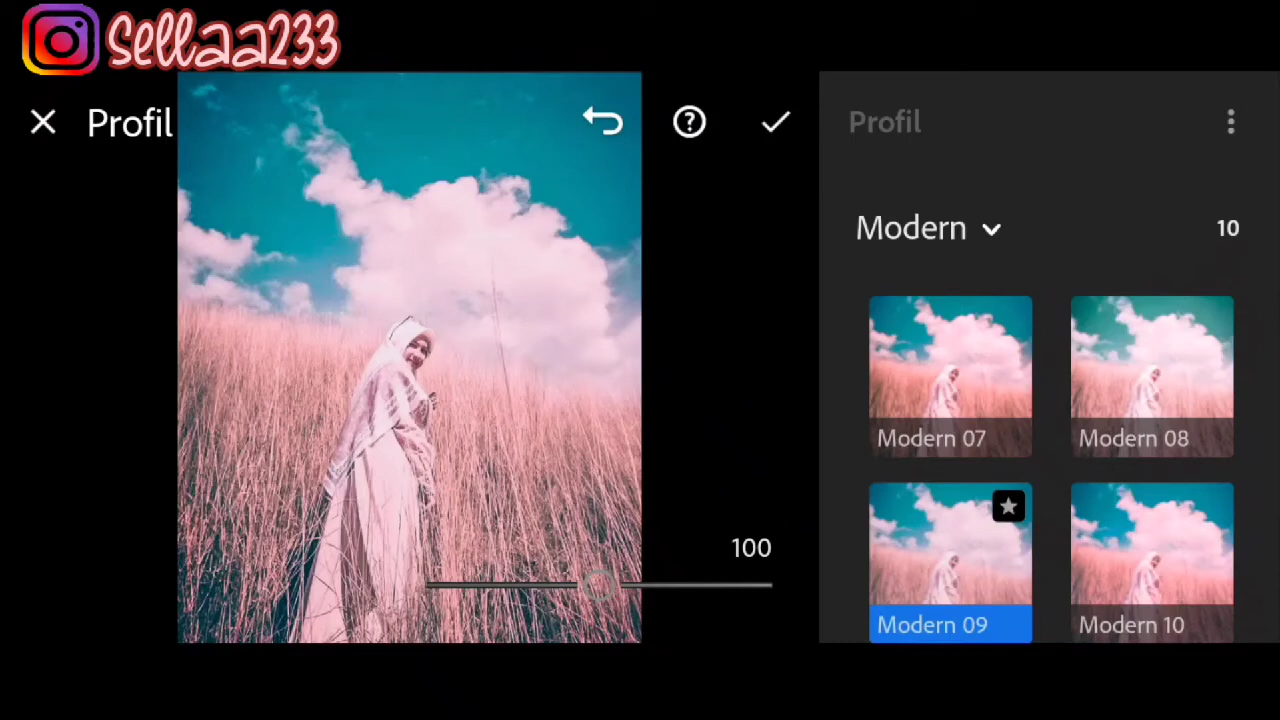 sellaa233
Profil
Profil
Modern
10
Modern 07
Modern 08
100
Modern 09
Modern 10